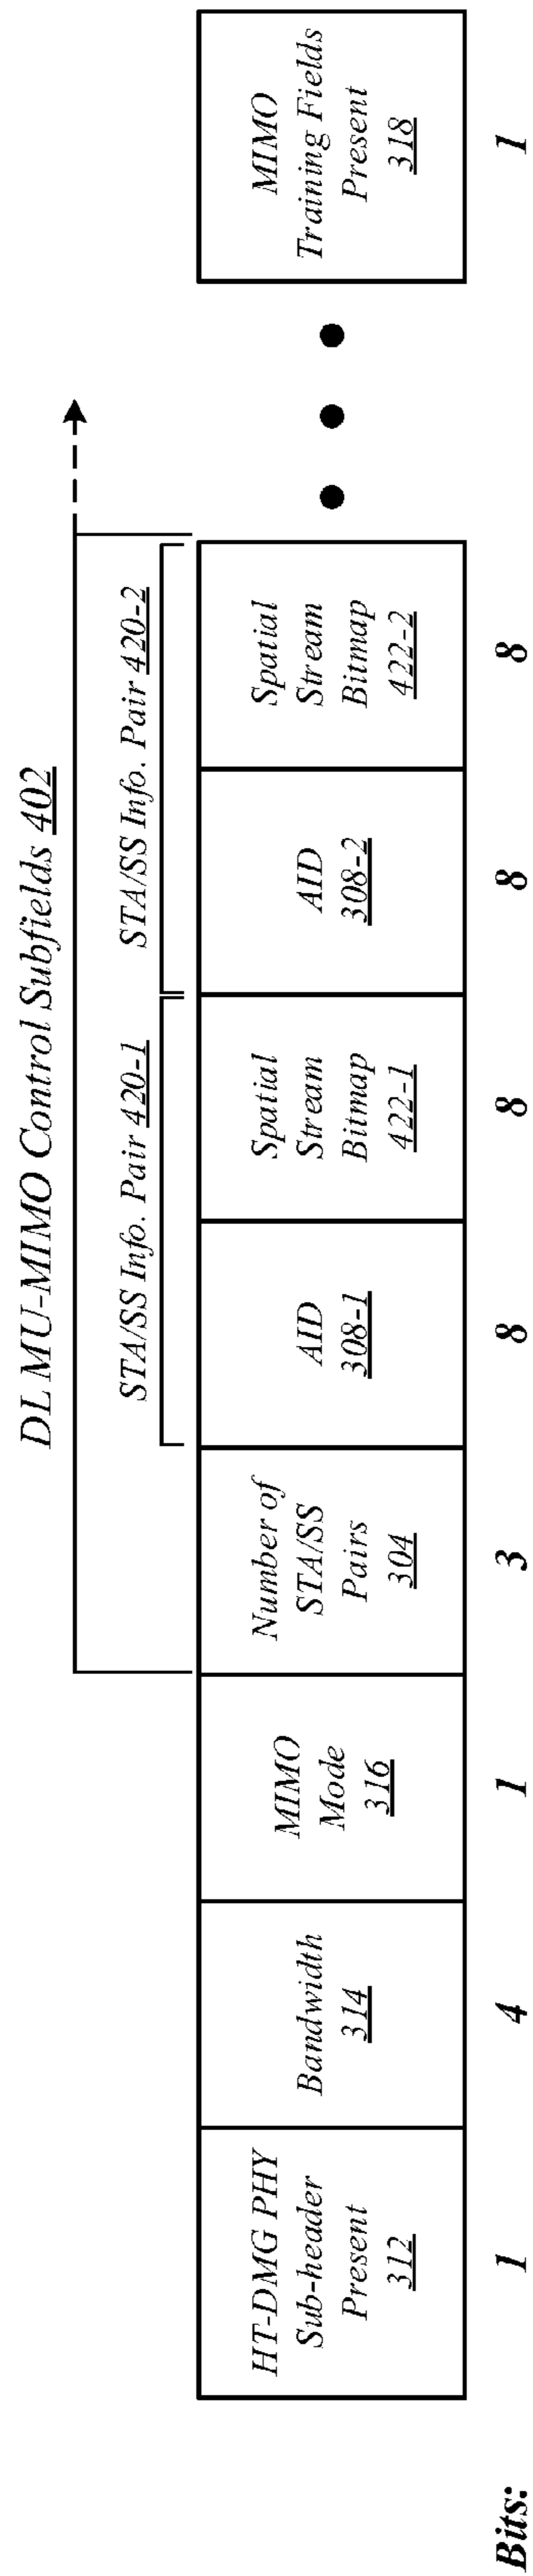 DL MU-MIMO Control Subfields 402
STA/SS Info. Pair 420-1
STA/SS Info. Pair 420-2
HT-DMG PHY
Sub-header
Present
312
Bandwidth
314
MIMO
Mode
316
Number of
STA/SS
Pairs
304
AID
308-1
Spatial
Stream
Bitmap
422-1
AID
308-2
Spatial
Stream
Bitmap
422-2
MIMO
Training Fields
Present
318
Bits:
1
4
1
3
8
8
8
8
1